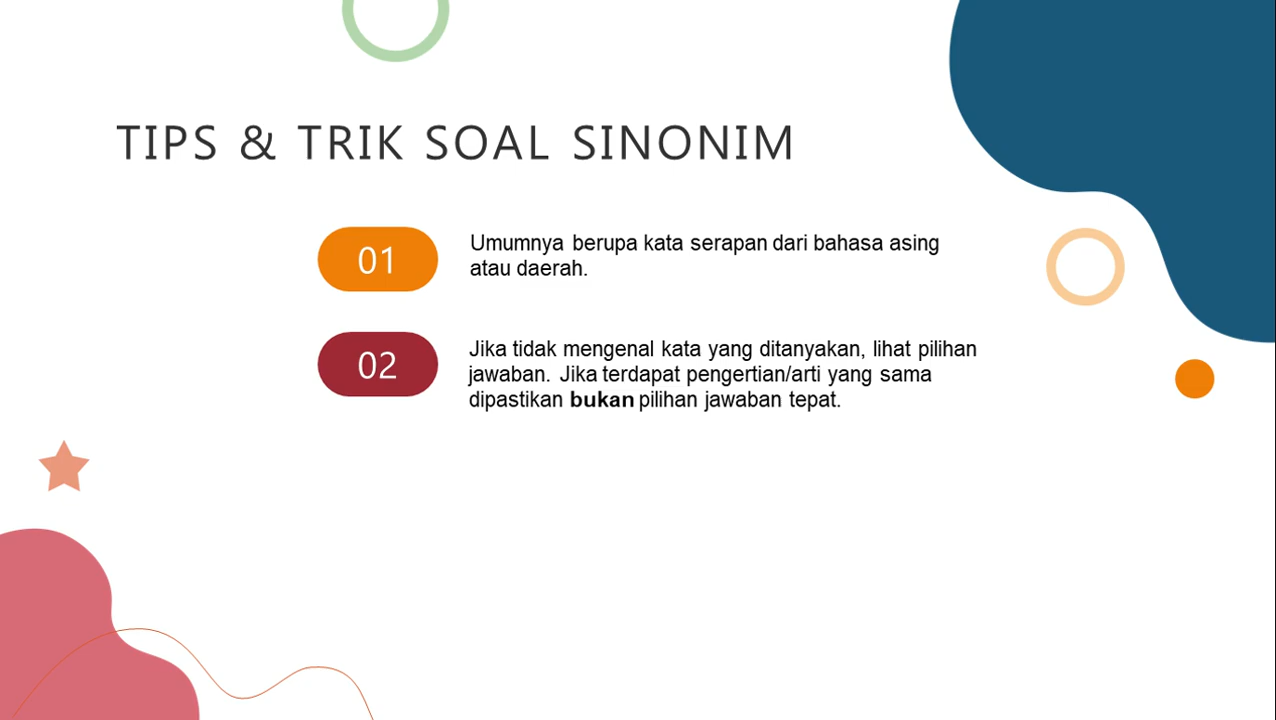 TIPS & TRIK SOAL SINONIM
01
Umumnya berupa kata serapan dari bahasa asing
atau daerah.
02
Jika tidak mengenal kata yang ditanyakan, lihat pilihan
jawaban. Jika terdapat pengertian/arti yang sama
dipastikan bukan pilihan jawaban tepat.